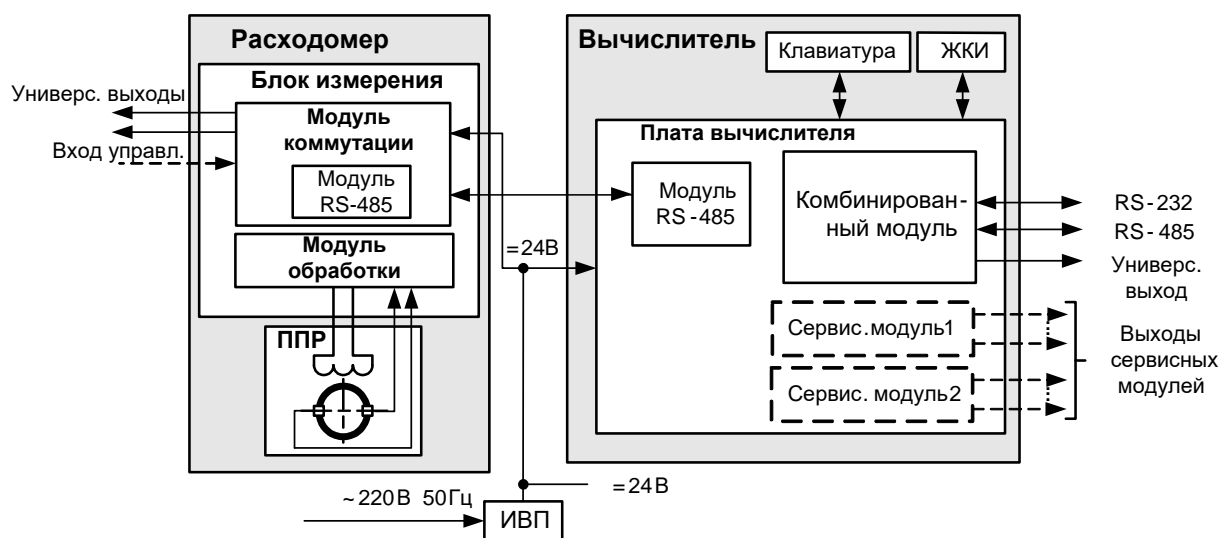 Расходомер
Блок измерения
Универс. выходы
Вход управл.
Модуль
коммутации
Модуль
RS-485
Модуль
обработки
ППР
Вычислитель
Клавиатура
ЖКИ
Плата вычислителя
Модуль
RS-485
Комбинирован-
ный модуль
RS-232
RS-485
Универс.
выход
=24В
Сервис.модуль1
Сервис. модуль2
Выходы
сервисных
модулей
=24В
~220В 50Гц
ИВП